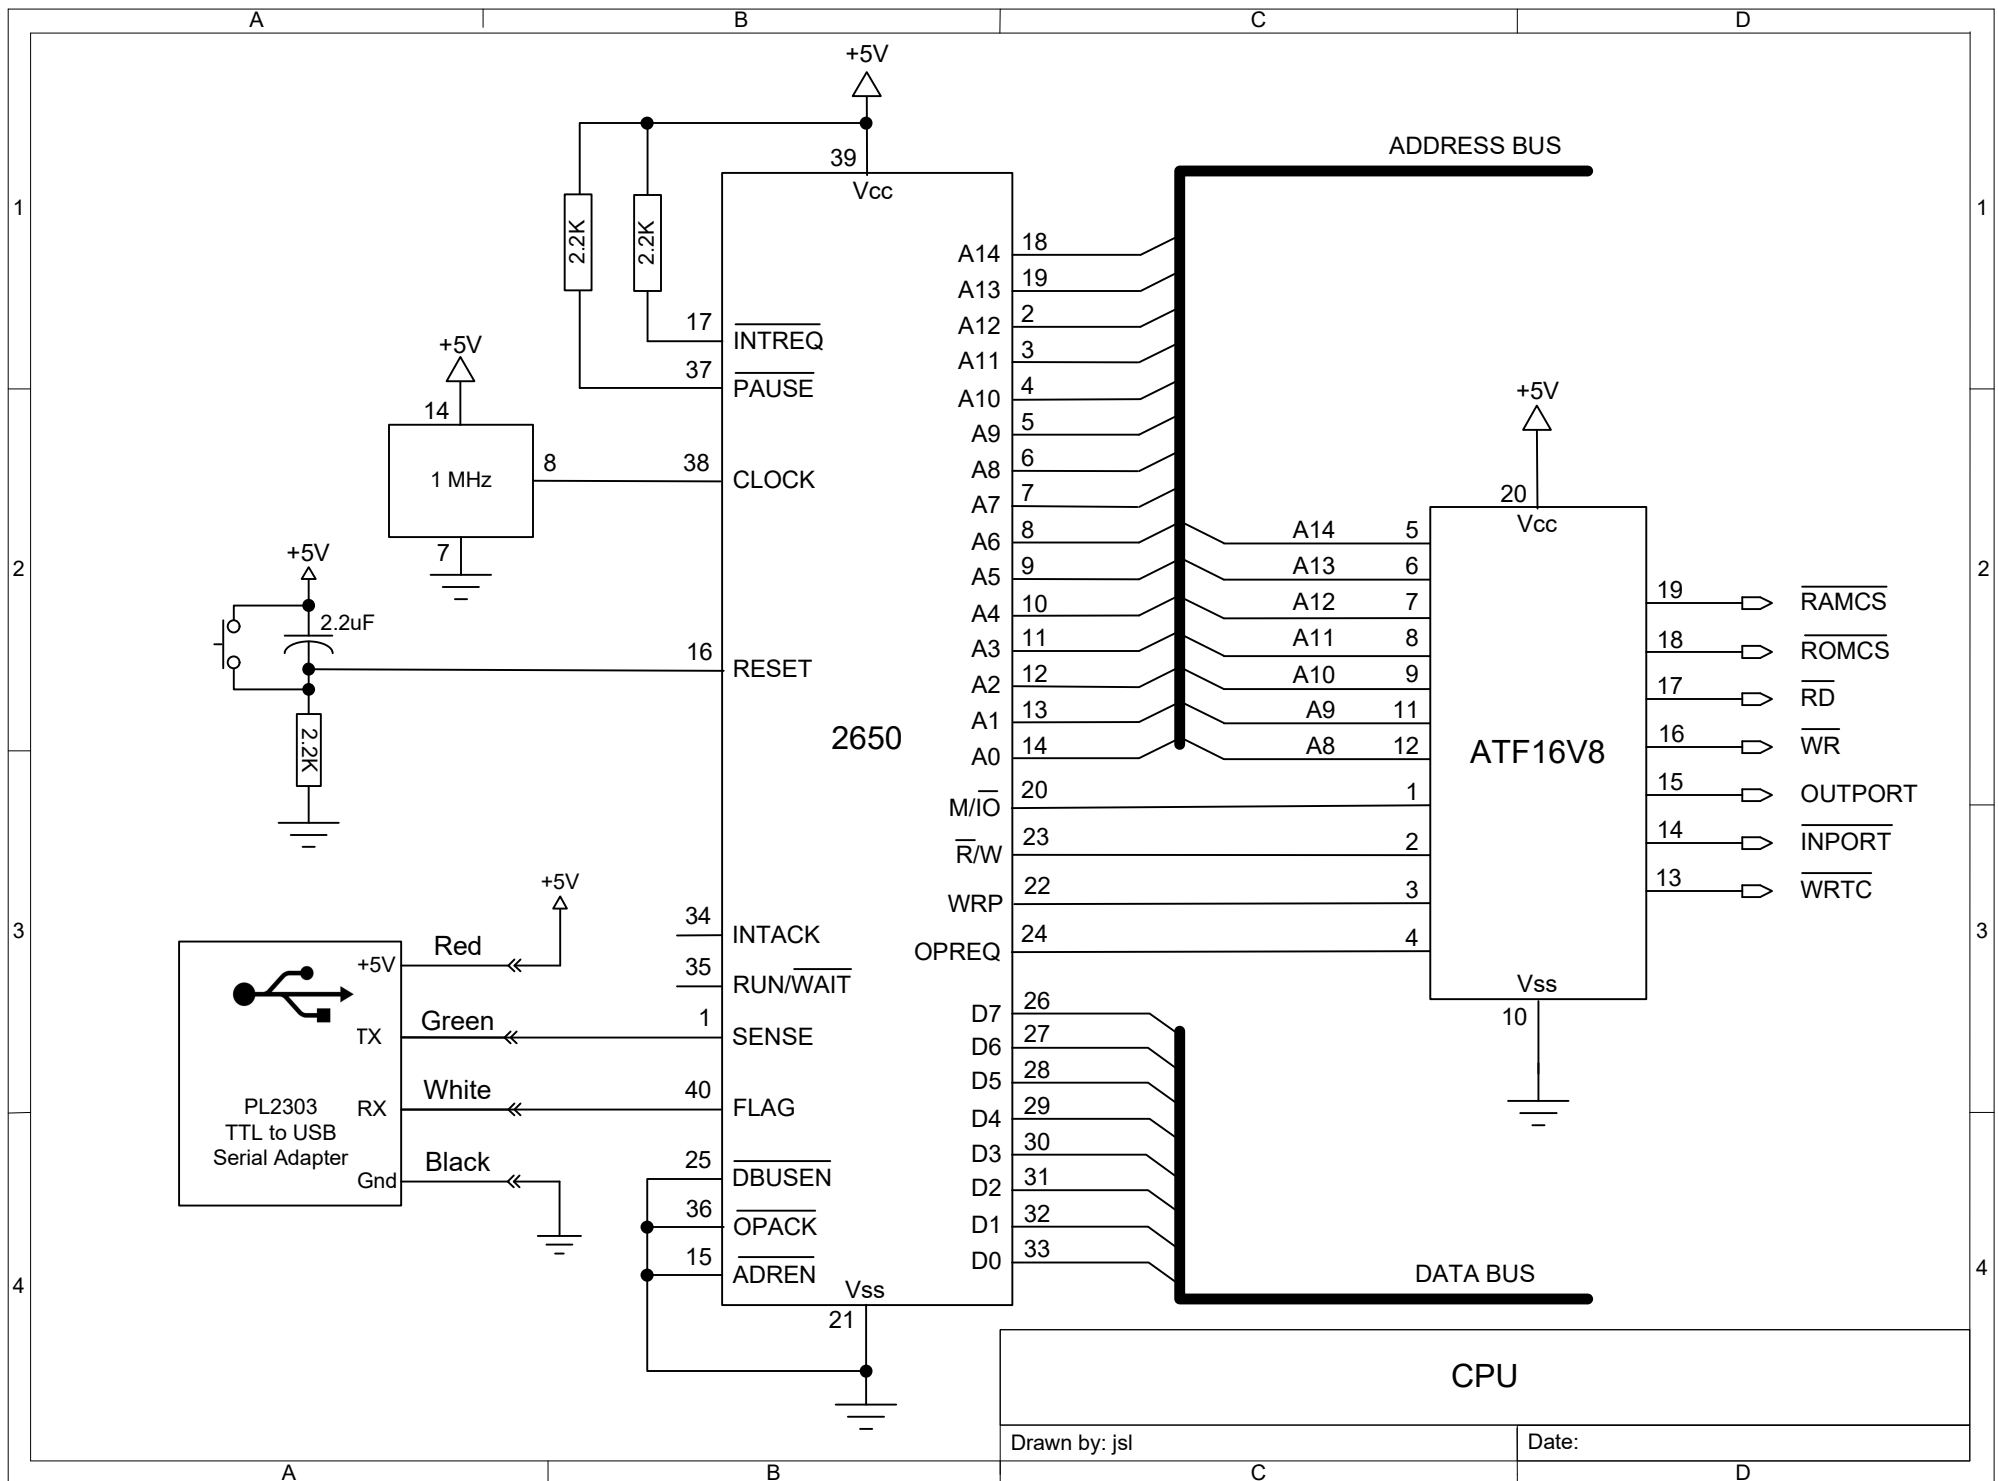 A B C D
1
2
3
4
1
2
3
4
+5V
39
Vcc
2.2K
2.2K
17
INTREQ
37
PAUSE
+5V
14
1 MHz
8
7
38
CLOCK
+5V
2.2uF
16
RESET
2.2K
2650
+5V
34
INTACK
35
RUN/WAIT
Red
+5V
Green
TX
1
SENSE
White
RX
40
FLAG
PL2303
TTL to USB
Serial Adapter
Black
Gnd
25
DBUSEN
36
OPACK
15
ADREN
Vss
21
ADDRESS BUS
A14 18
A13 19
A12 2
A11 3
A10 4
A9 5
A8 6
A7 7
A6 8
A5 9
A4 10
A3 11
A2 12
A1 13
A0 14
M/IO 20
R/W 23
WRP 22
OPREQ 24
D7 26
D6 27
D5 28
D4 29
D3 30
D2 31
D1 32
D0 33
DATA BUS
+5V
20
Vcc
A14 5
A13 6
A12 7
A11 8
A10 9
A9 11
A8 12
1
2
3
4
ATF16V8
Vss
10
19 RAMCS
18 ROMCS
17 RD
16 WR
15 OUTPORT
14 INPORT
13 WRTC
CPU
Drawn by: jsl
Date:
A B C D